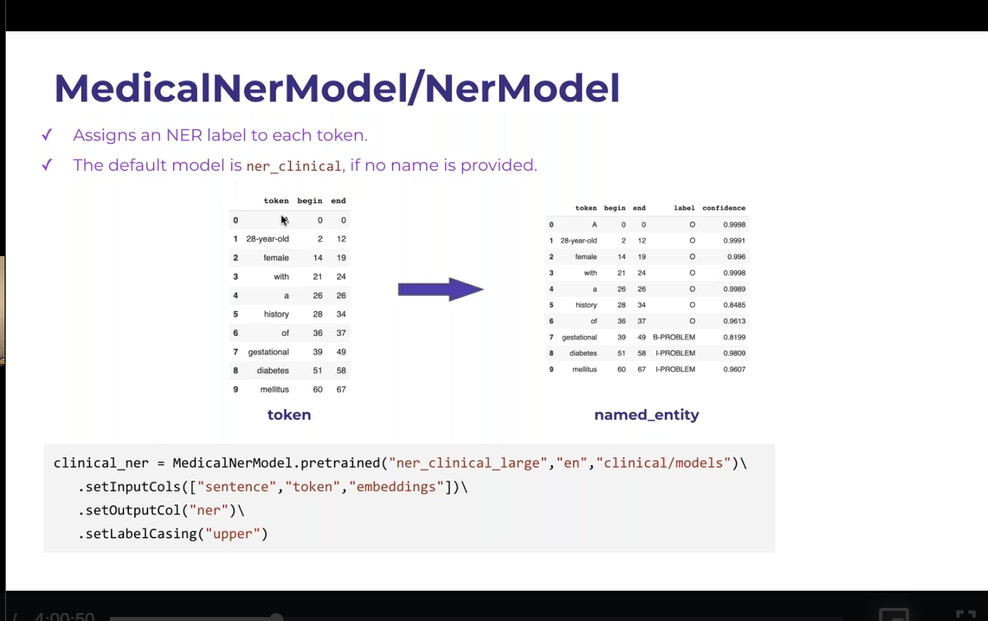 MedicalNerModel/NerModel
✓ Assigns an NER label to each token.
✓ The default model is ner_clinical, if no name is provided.
token begin end
0 0 0
1 28-year-old 2 12
2 female 14 19
3 with 21 24
4 a 26 26
5 history 28 34
6 of 36 37
7 gestational 39 49
8 diabetes 51 58
9 mellitus 60 67
token
token begin end label confidence
0 A 0 0 O 0.9998
1 28-year-old 2 12 O 0.9991
2 female 14 19 O 0.996
3 with 21 24 O 0.9998
4 a 26 26 O 0.9989
5 history 28 34 O 0.8485
6 of 36 37 O 0.9613
7 gestational 39 49 B-PROBLEM 0.8199
8 diabetes 51 58 I-PROBLEM 0.9809
9 mellitus 60 67 I-PROBLEM 0.9607
named_entity
clinical_ner = MedicalNerModel.pretrained("ner_clinical_large","en","clinical/models")\
.setInputCols(["sentence","token","embeddings"])\
.setOutputCol("ner")\
.setLabelCasing("upper")
/ 4:00:50